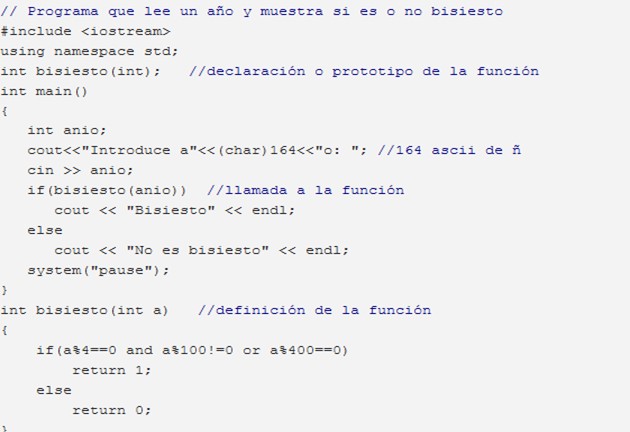 // Programa que lee un año y muestra si es o no bisiesto
#include <iostream>
using namespace std;
int bisiesto(int);   //declaración o prototipo de la función
int main()
{
   int anio;
   cout<<"Introduce a"<<(char)164<<"o: "; //164 ascii de ñ
   cin >> anio;
   if(bisiesto(anio))  //llamada a la función
      cout << "Bisiesto" << endl;
   else
      cout << "No es bisiesto" << endl;
   system("pause");
}
int bisiesto(int a)   //definición de la función
{
    if(a%4==0 and a%100!=0 or a%400==0)
        return 1;
    else
        return 0;
}